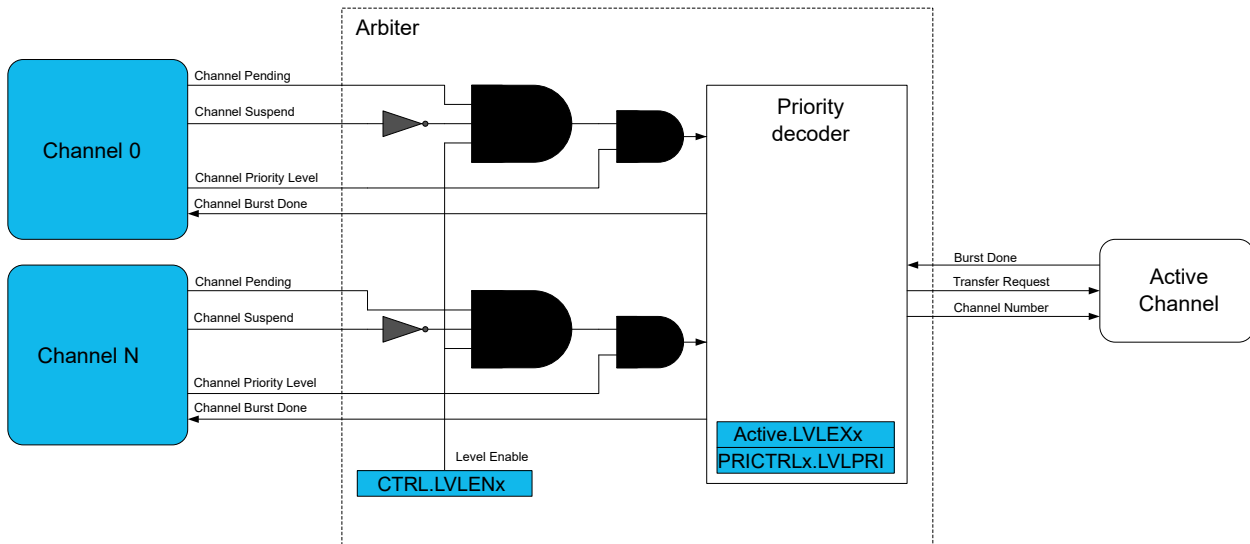 Arbiter
Channel Pending
Channel Suspend
Channel 0
Channel Priority Level
Channel Burst Done
Priority
decoder
Burst Done
Transfer Request
Channel Number
Active
Channel
Channel Pending
Channel Suspend
Channel N
Channel Priority Level
Channel Burst Done
Level Enable
CTRL.LVLENx
Active.LVLEXx
PRICTRLx.LVLPRI